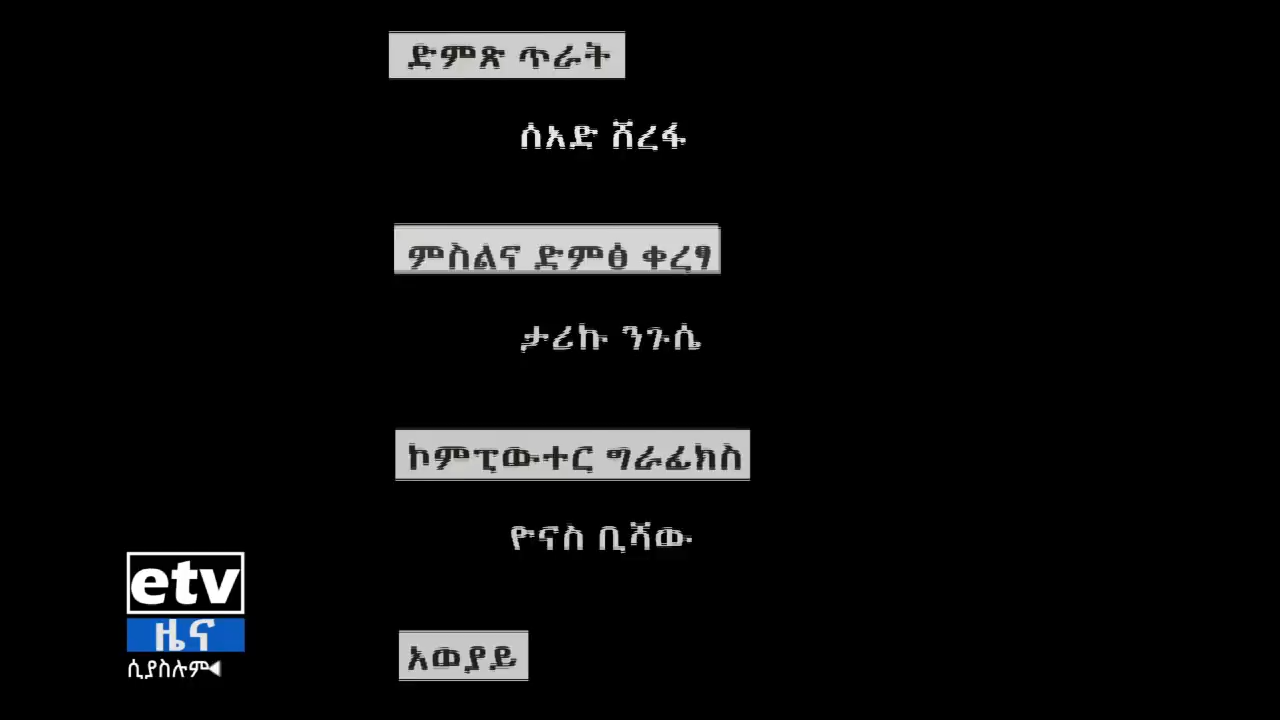 ድምጽ ጥራት
ሰአድ ሸረፋ
ምስልና ድምፅ ቀረፃ
ታሪኩ ንጉሴ
ኮምፒውተር ግራፊክስ
ዮናስ ቢሻው
አወያይ
etv
ዜና
ሲያስሉም